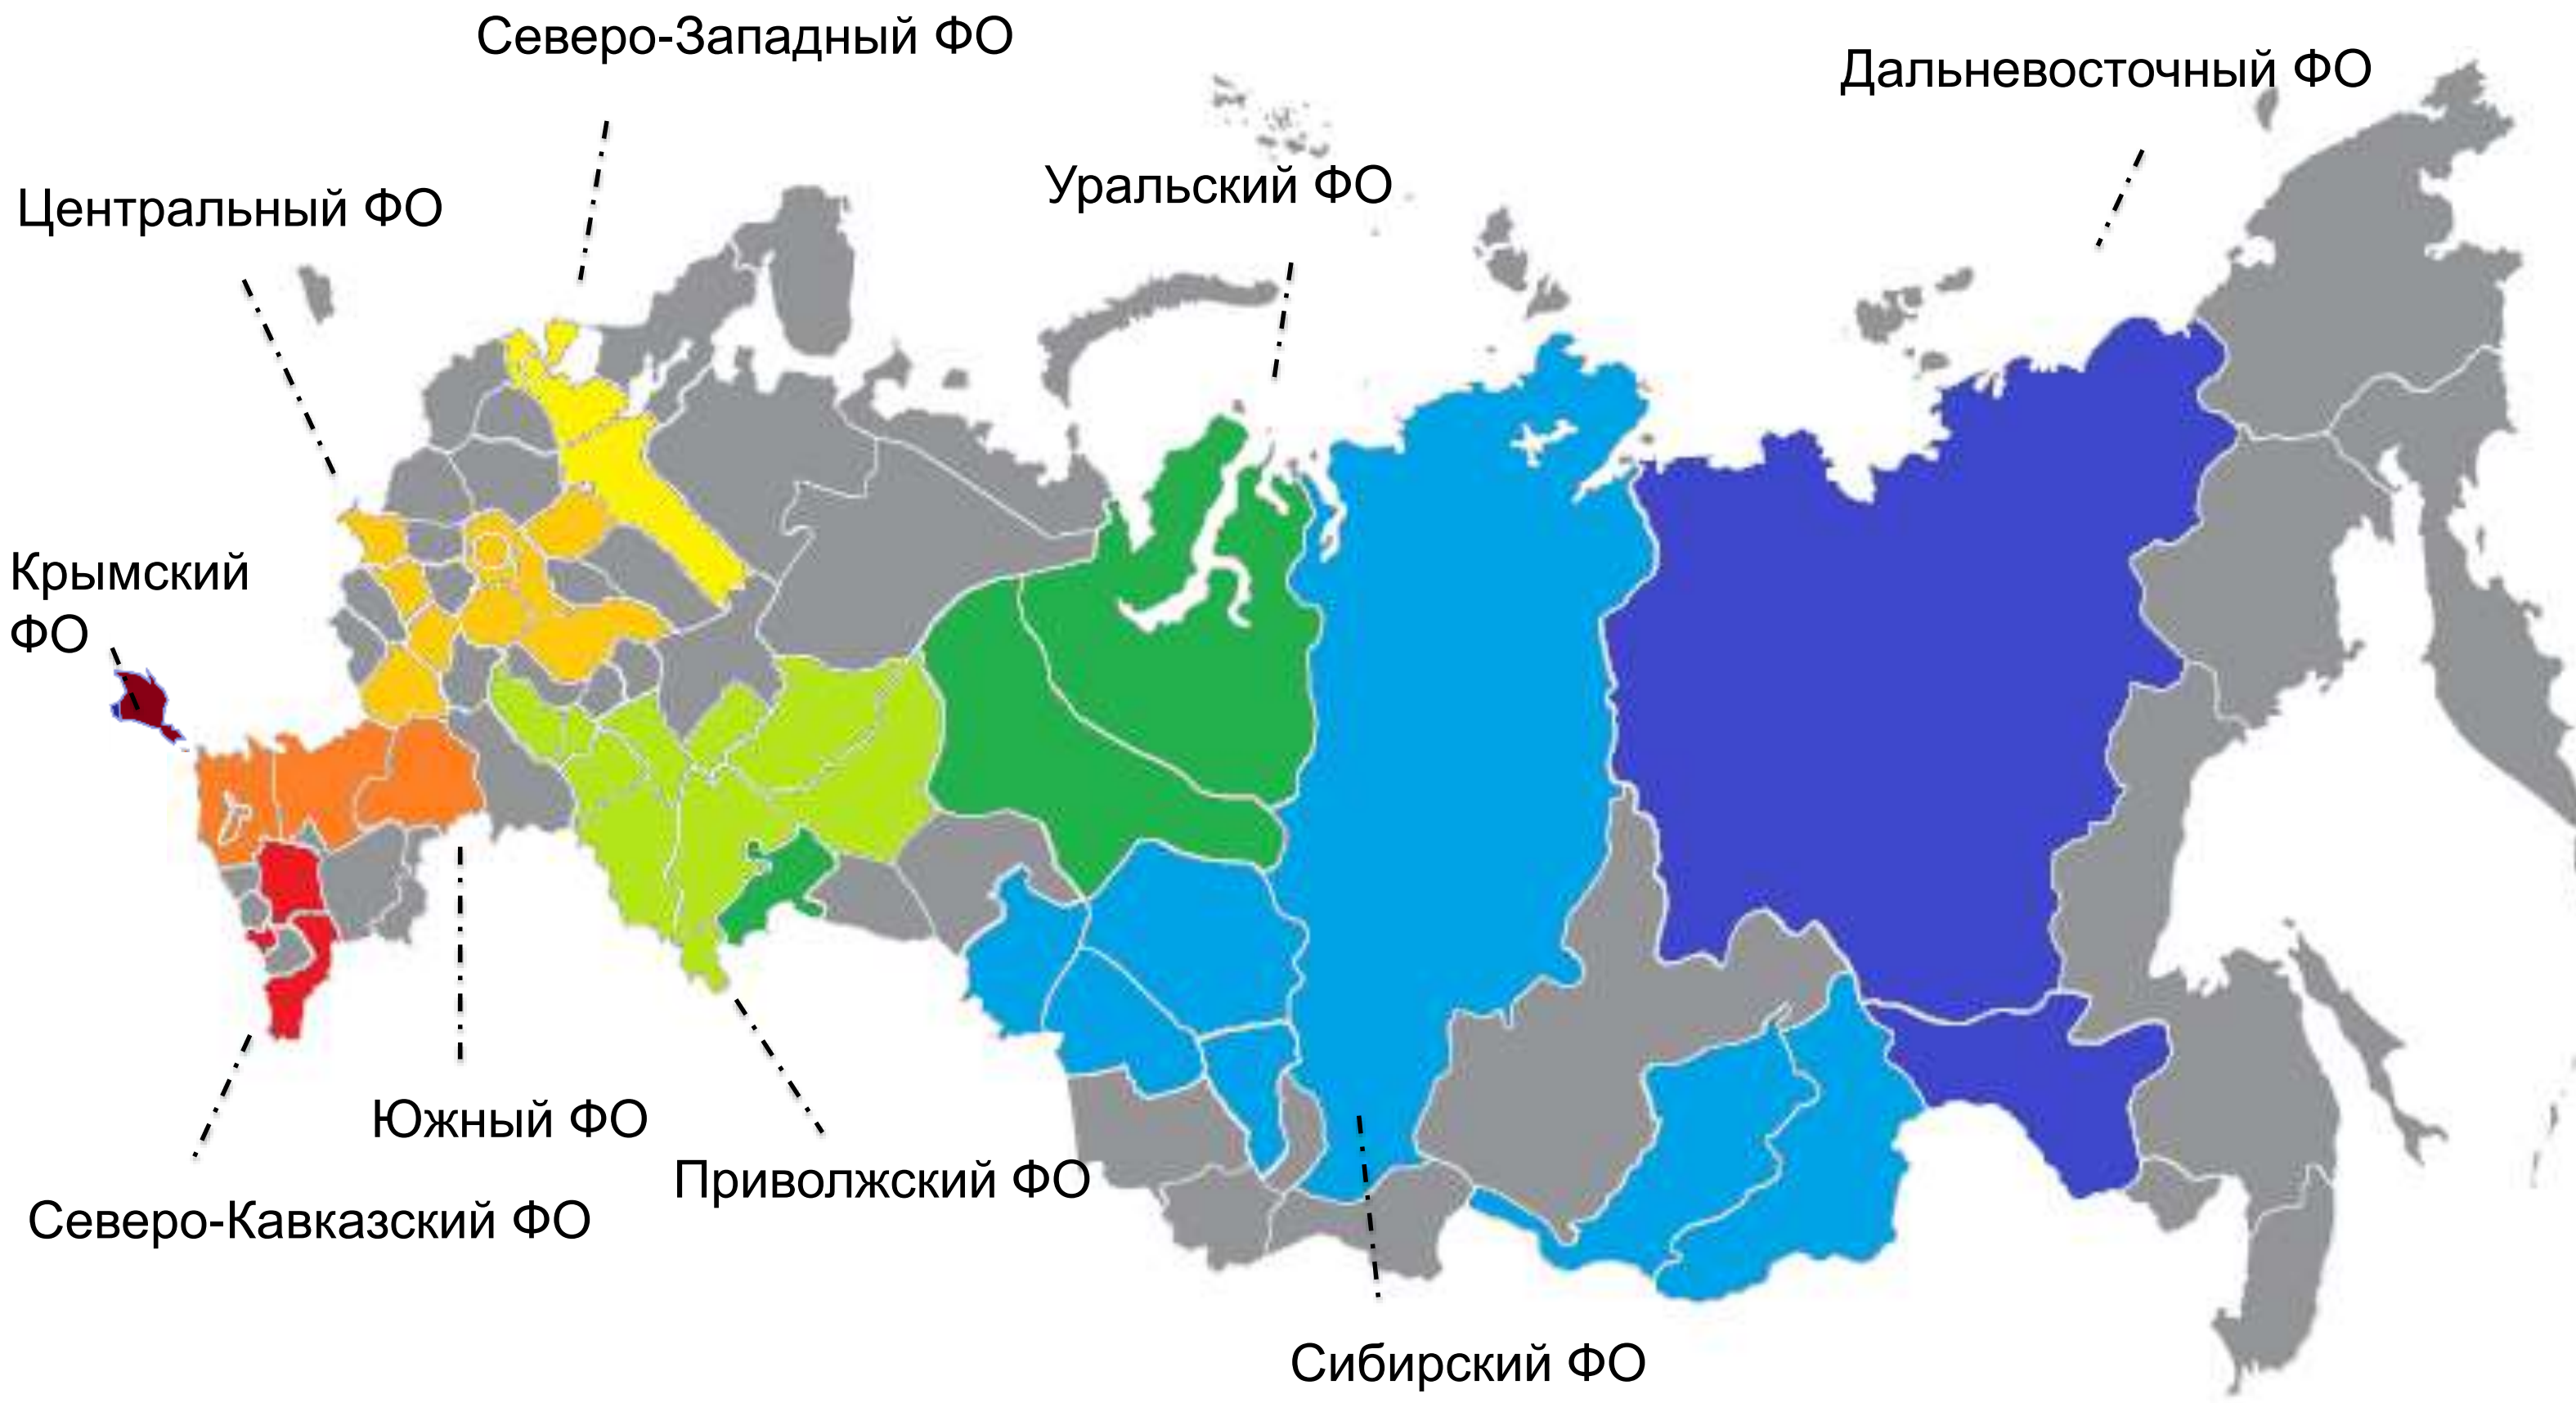 Северо-Западный ФО
Дальневосточный ФО
Уральский ФО
Центральный ФО
Крымский
ФО
Южный ФО
Приволжский ФО
Северо-Кавказский ФО
Сибирский ФО